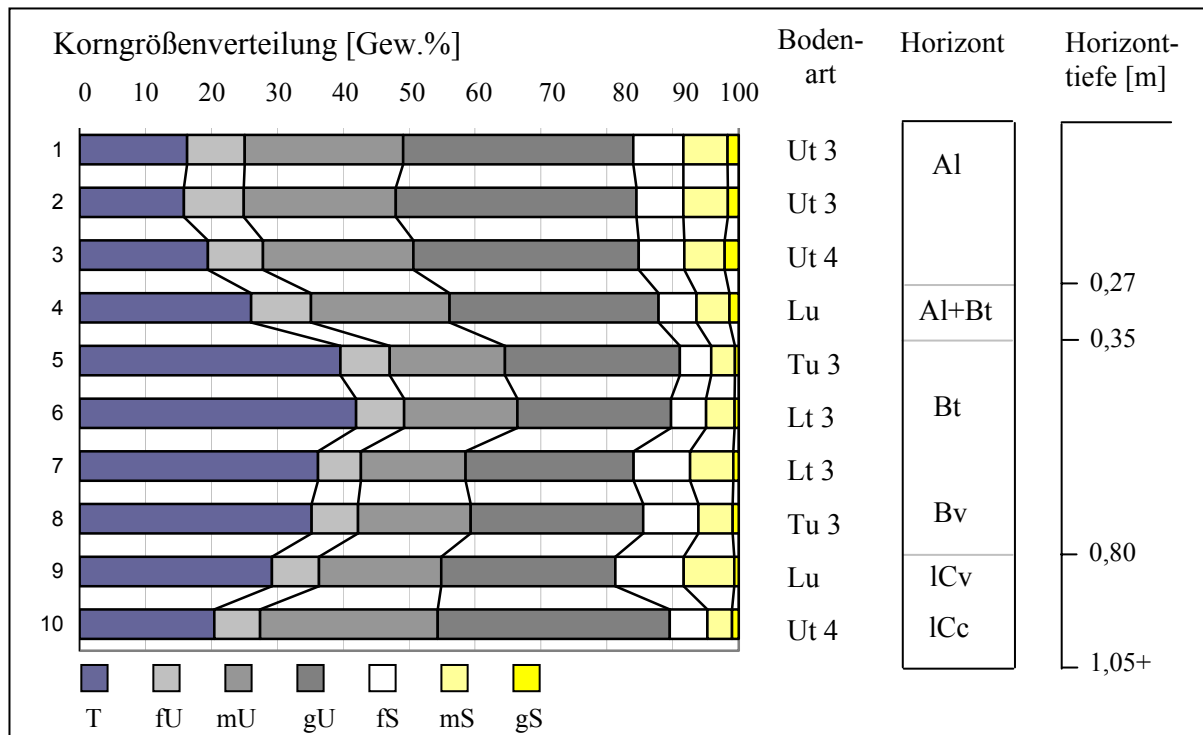 Korngrößenverteilung [Gew.%] Boden-art Horizont Horizont-tiefe [m]
0 10 20 30 40 50 60 70 80 90 100
1 Ut 3 Al
2 Ut 3
3 Ut 4
0,27
4 Lu Al+Bt
0,35
5 Tu 3
6 Lt 3 Bt
7 Lt 3
8 Tu 3 Bv
0,80
9 Lu lCv
10 Ut 4 lCc
1,05+
T fU mU gU fS mS gS